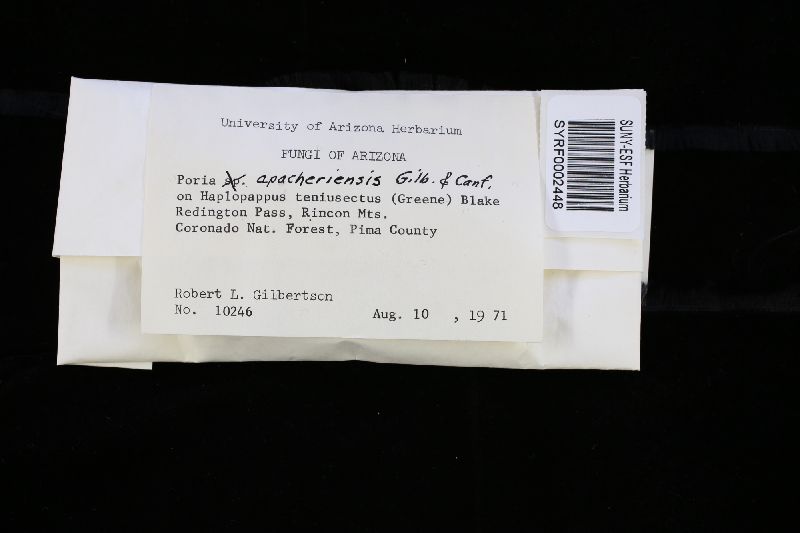 University of Arizona Herbarium
FUNGI OF ARIZONA
Poria sp. apacheriensis Gilb. & Canf.
on Haplopappus teniusectus (Greene) Blake
Redington Pass, Rincon Mts.
Coronado Nat. Forest, Pima County
Robert L. Gilbertson
No. 10246
Aug. 10 , 19 71
SUNY-ESF Herbarium
SYRF0002448